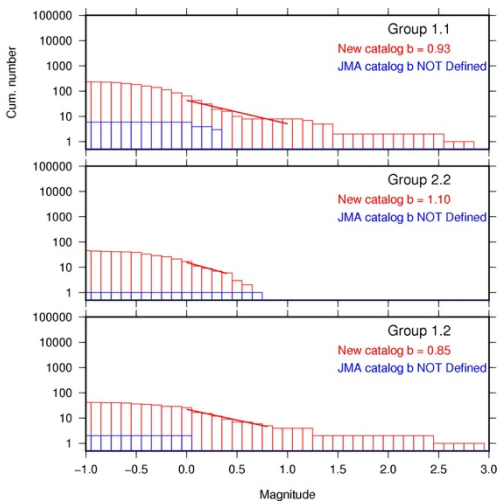 Cum. number
100000
10000
1000
100
10
1
Group 1.1
New catalog b = 0.93
JMA catalog b NOT Defined
100000
10000
1000
100
10
1
Group 2.2
New catalog b = 1.10
JMA catalog b NOT Defined
100000
10000
1000
100
10
1
Group 1.2
New catalog b = 0.85
JMA catalog b NOT Defined
−1.0 −0.5 0.0 0.5 1.0 1.5 2.0 2.5 3.0
Magnitude